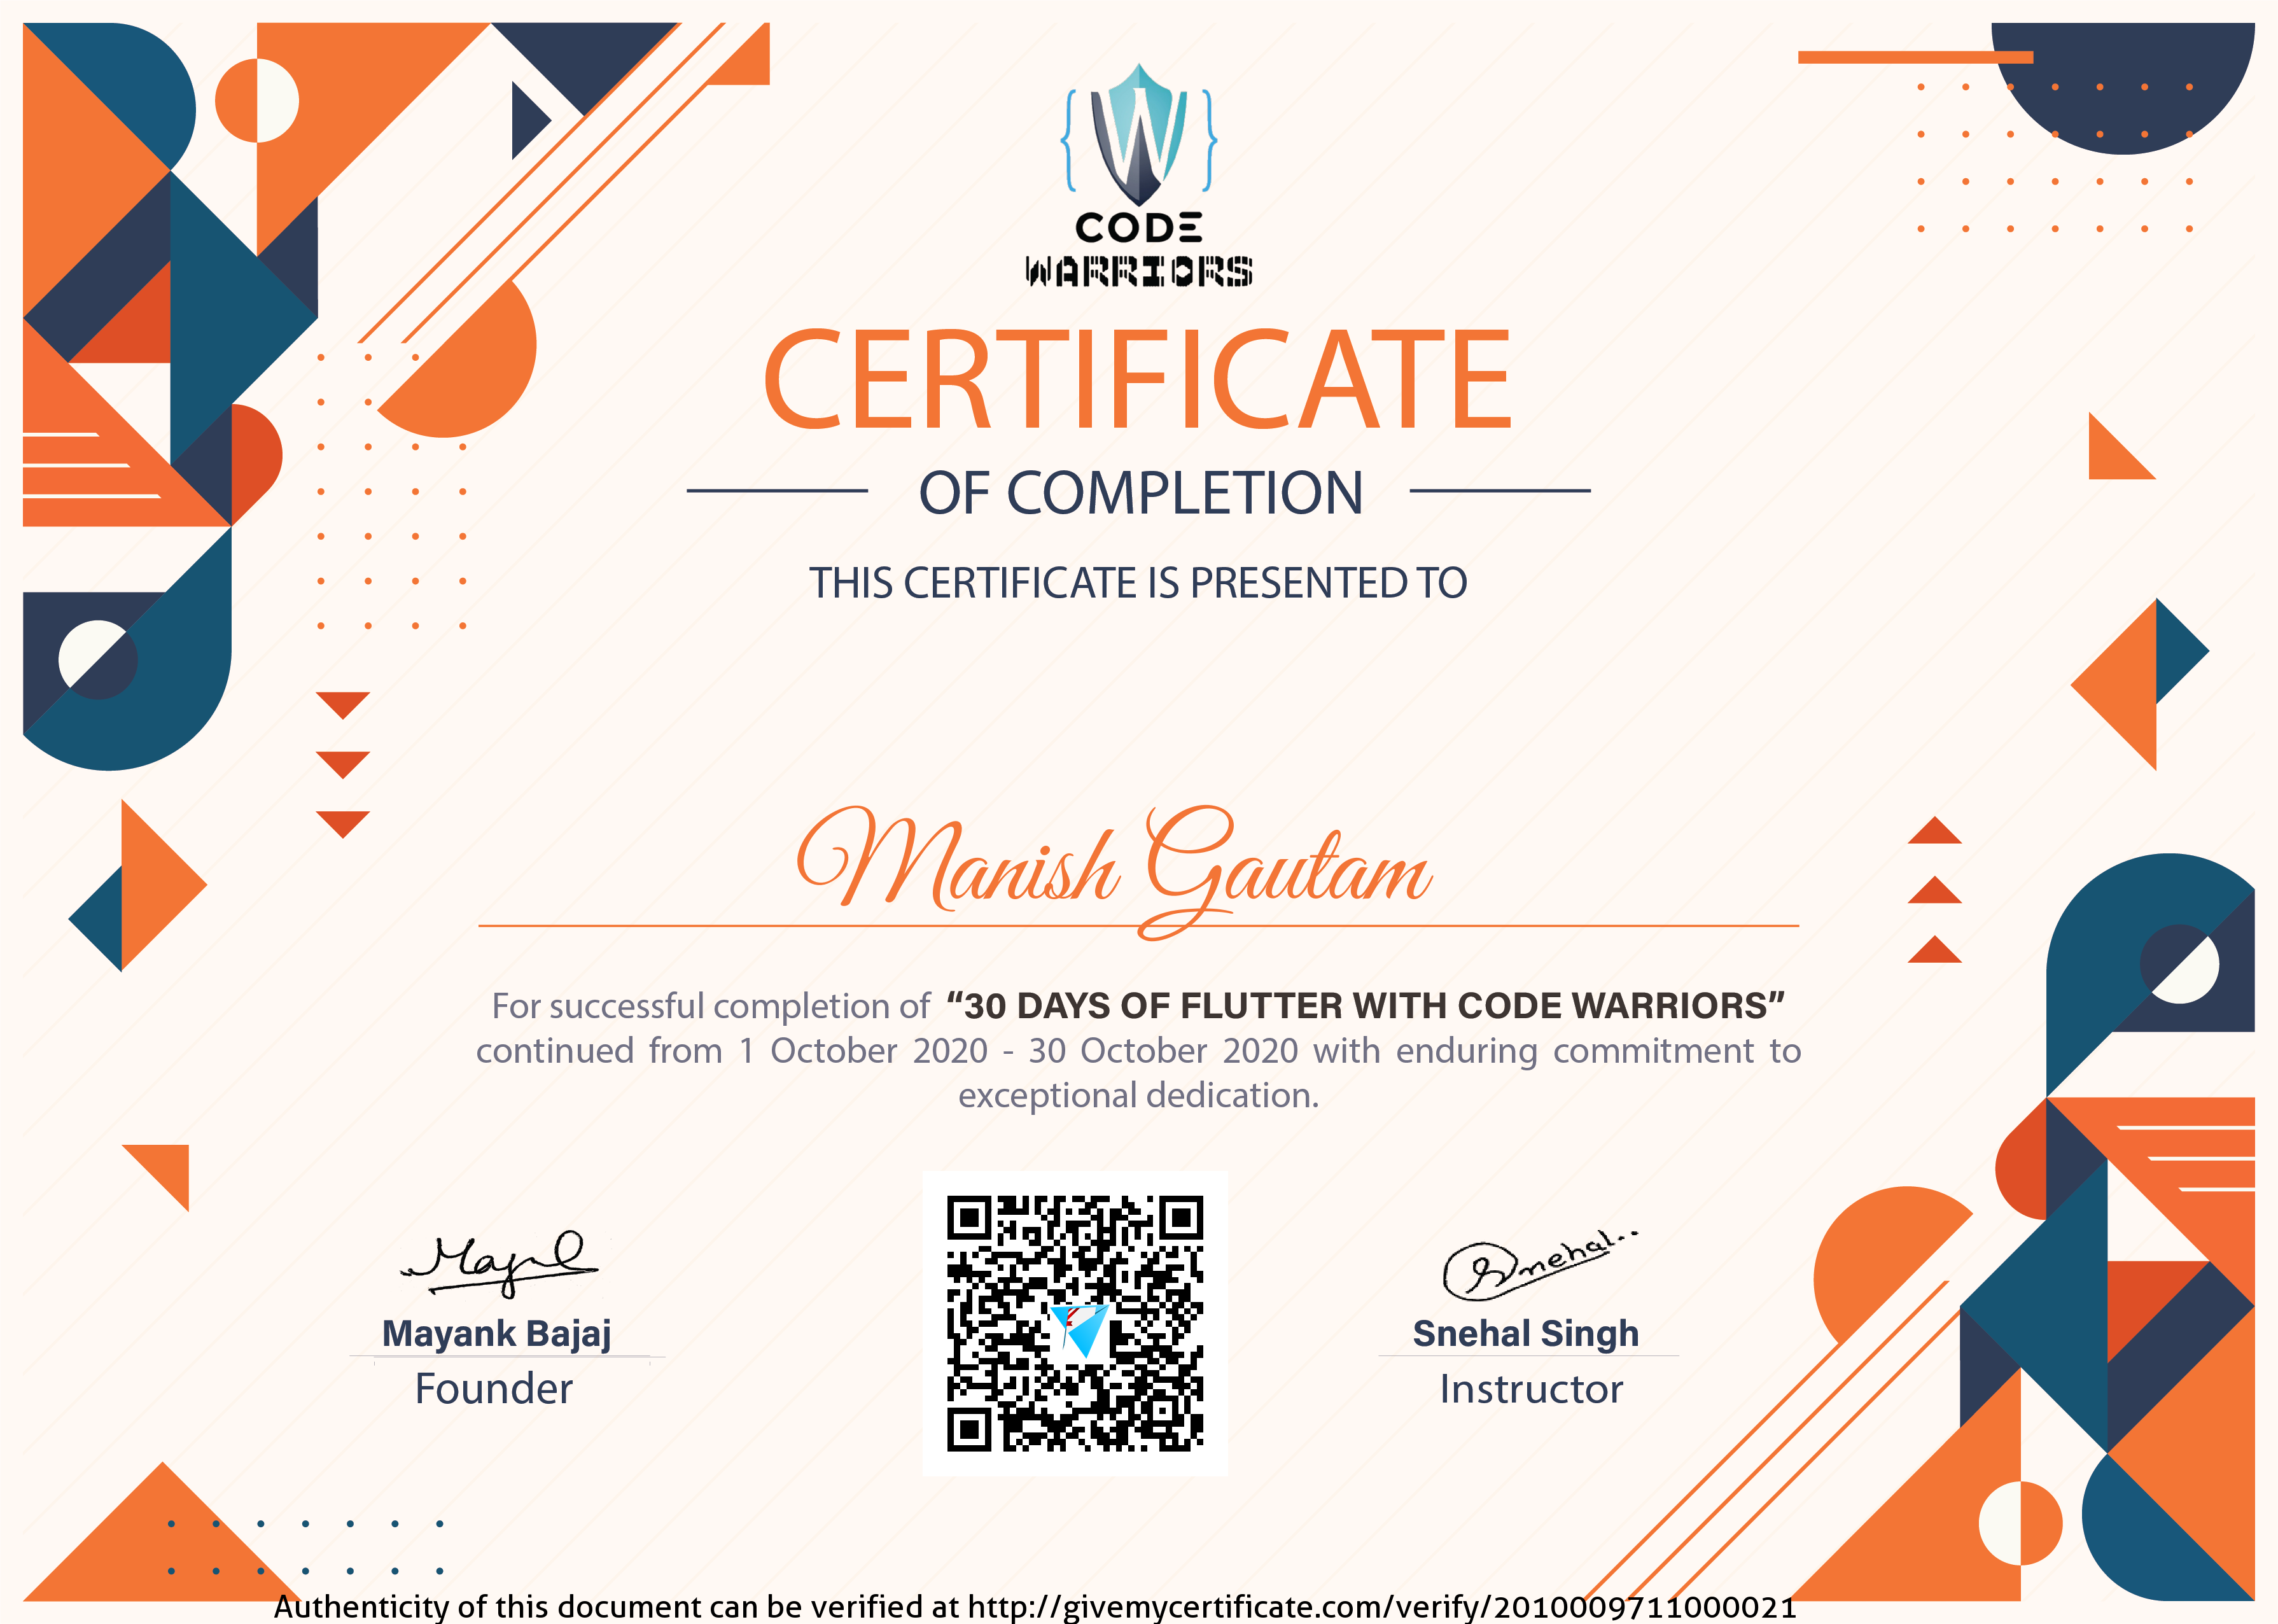 W
CODE
WARRIORS
CERTIFICATE
OF COMPLETION
THIS CERTIFICATE IS PRESENTED TO
Manish Gautam
For successful completion of “30 DAYS OF FLUTTER WITH CODE WARRIORS”
continued from 1 October 2020 - 30 October 2020 with enduring commitment to
exceptional dedication.
Snehal..
Mayank Bajaj
Snehal Singh
Founder
Instructor
Authenticity of this document can be verified at http://givemycertificate.com/verify/2010009711000021